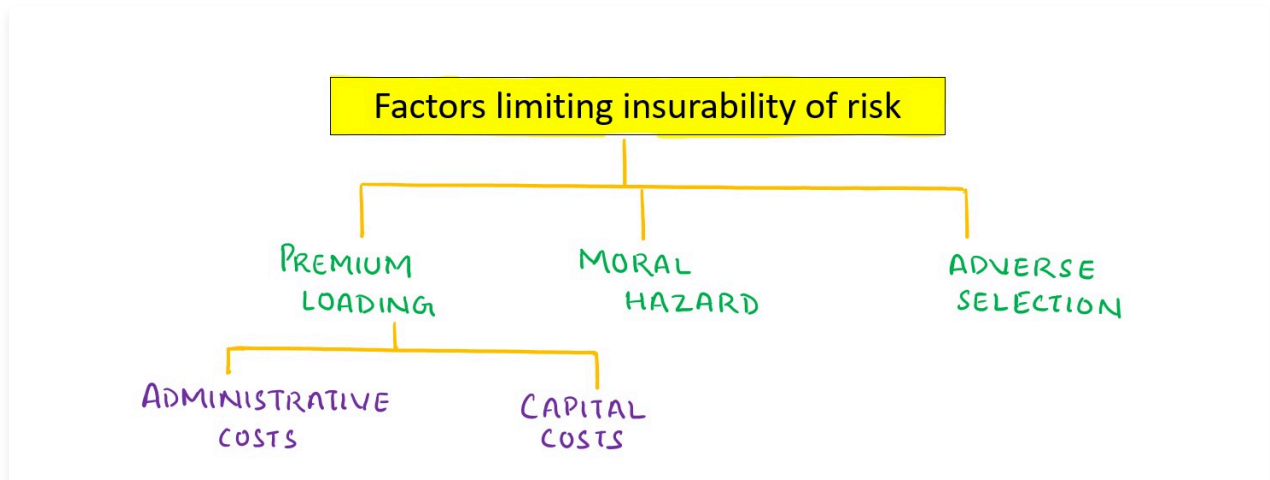 Factors limiting insurability of risk
PREMIUM
LOADING
MORAL
HAZARD
ADVERSE
SELECTION
ADMINISTRATIVE
COSTS
CAPITAL
COSTS